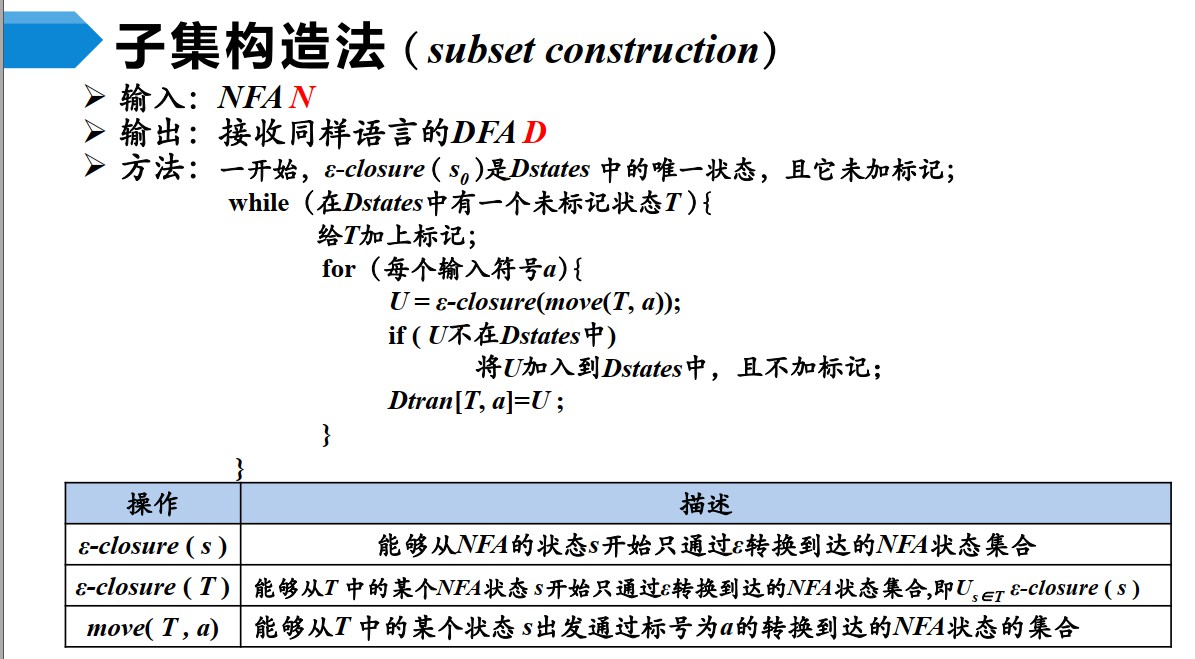 子集构造法（subset construction）
➢ 输入：NFA N
➢ 输出：接收同样语言的DFA D
➢ 方法：一开始，ε-closure ( s0 )是Dstates 中的唯一状态，且它未加标记；
while（在Dstates中有一个未标记状态T ){
给T加上标记；
for（每个输入符号a）{
U = ε-closure(move(T, a));
if ( U不在Dstates中)
将U加入到Dstates中，且不加标记；
Dtran[T, a]=U ;
}
}
操作 描述
ε-closure ( s ) 能够从NFA的状态s开始只通过ε转换到达的NFA状态集合
ε-closure ( T ) 能够从T 中的某个NFA状态 s开始只通过ε转换到达的NFA状态集合,即U s∈T ε-closure ( s )
move( T , a) 能够从T 中的某个状态 s出发通过标号为a的转换到达的NFA状态的集合